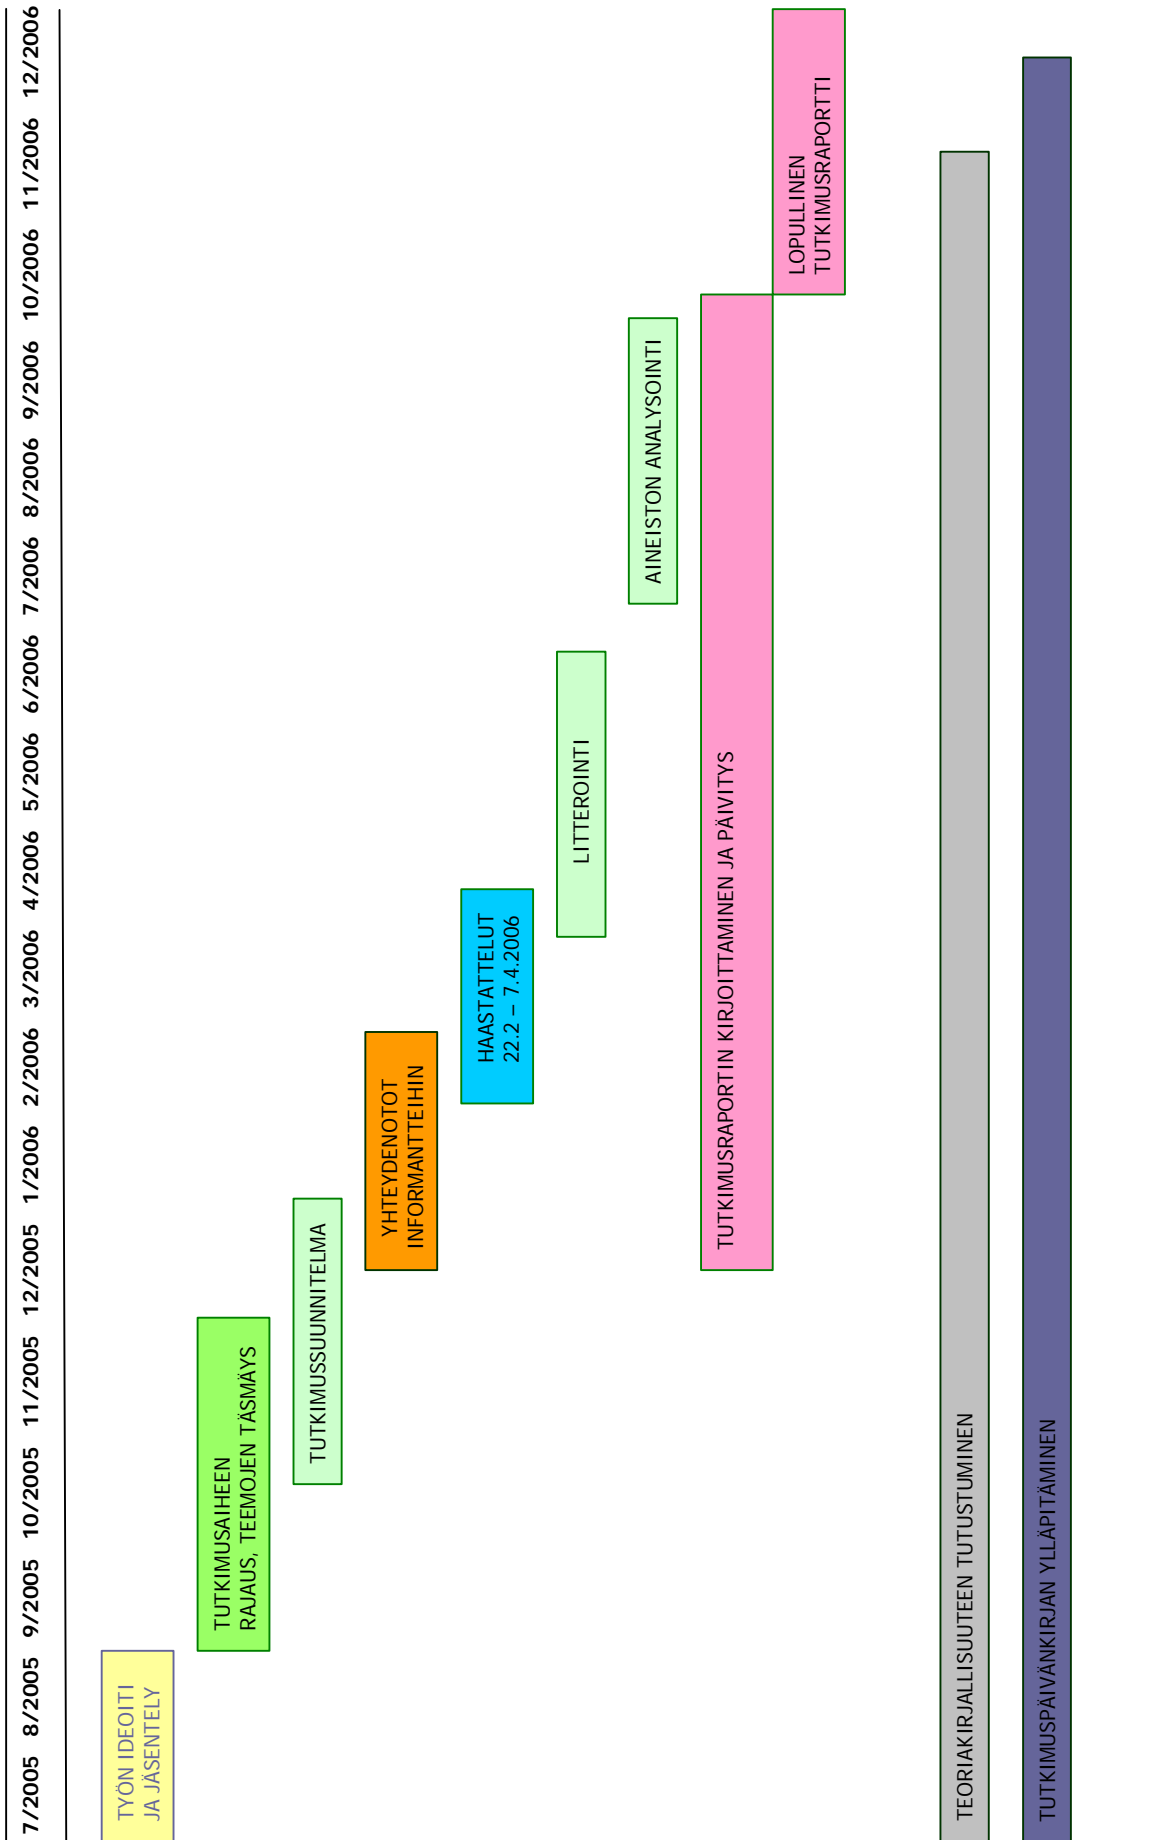 7/2005 8/2005 9/2005 10/2005 11/2005 12/2005 1/2006 2/2006 3/2006 4/2006 5/2006 6/2006 7/2006 8/2006 9/2006 10/2006 11/2006 12/2006
TYÖN IDEOITI
JA JÄSENTELY
TUTKIMUSAIHEEN
RAJAUS, TEEMOJEN TÄSMÄYS
TUTKIMUSSUUNNITELMA
YHTEYDENOTOT
INFORMANTTEIHIN
HAASTATTELUT
22.2 – 7.4.2006
LITTEROINTI
AINEISTON ANALYSOINTI
TUTKIMUSRAPORTIN KIRJOITTAMINEN JA PÄIVITYS
LOPULLINEN
TUTKIMUSRAPORTTI
TEORIAKIRJALLISUUTEEN TUTUSTUMINEN
TUTKIMUSPÄIVÄNKIRJAN YLLÄPITÄMINEN